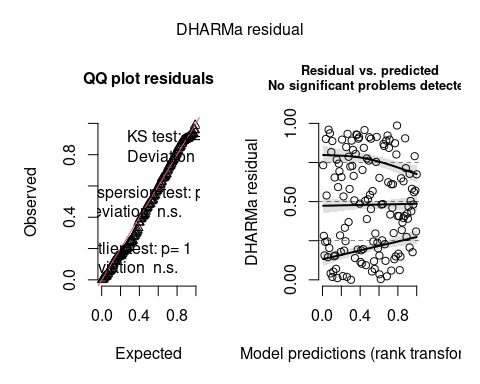 DHARMa residual
QQ plot residuals
KS test:
Deviation
spersion test: p
eviation n.s.
tlier test: p= 1
viation n.s.
Observed
0.0
0.4
0.8
0.0
0.4
0.8
Expected
Residual vs. predicted
No significant problems detecte
DHARMa residual
0.00
0.50
1.00
0.0
0.4
0.8
Model predictions (rank transfor